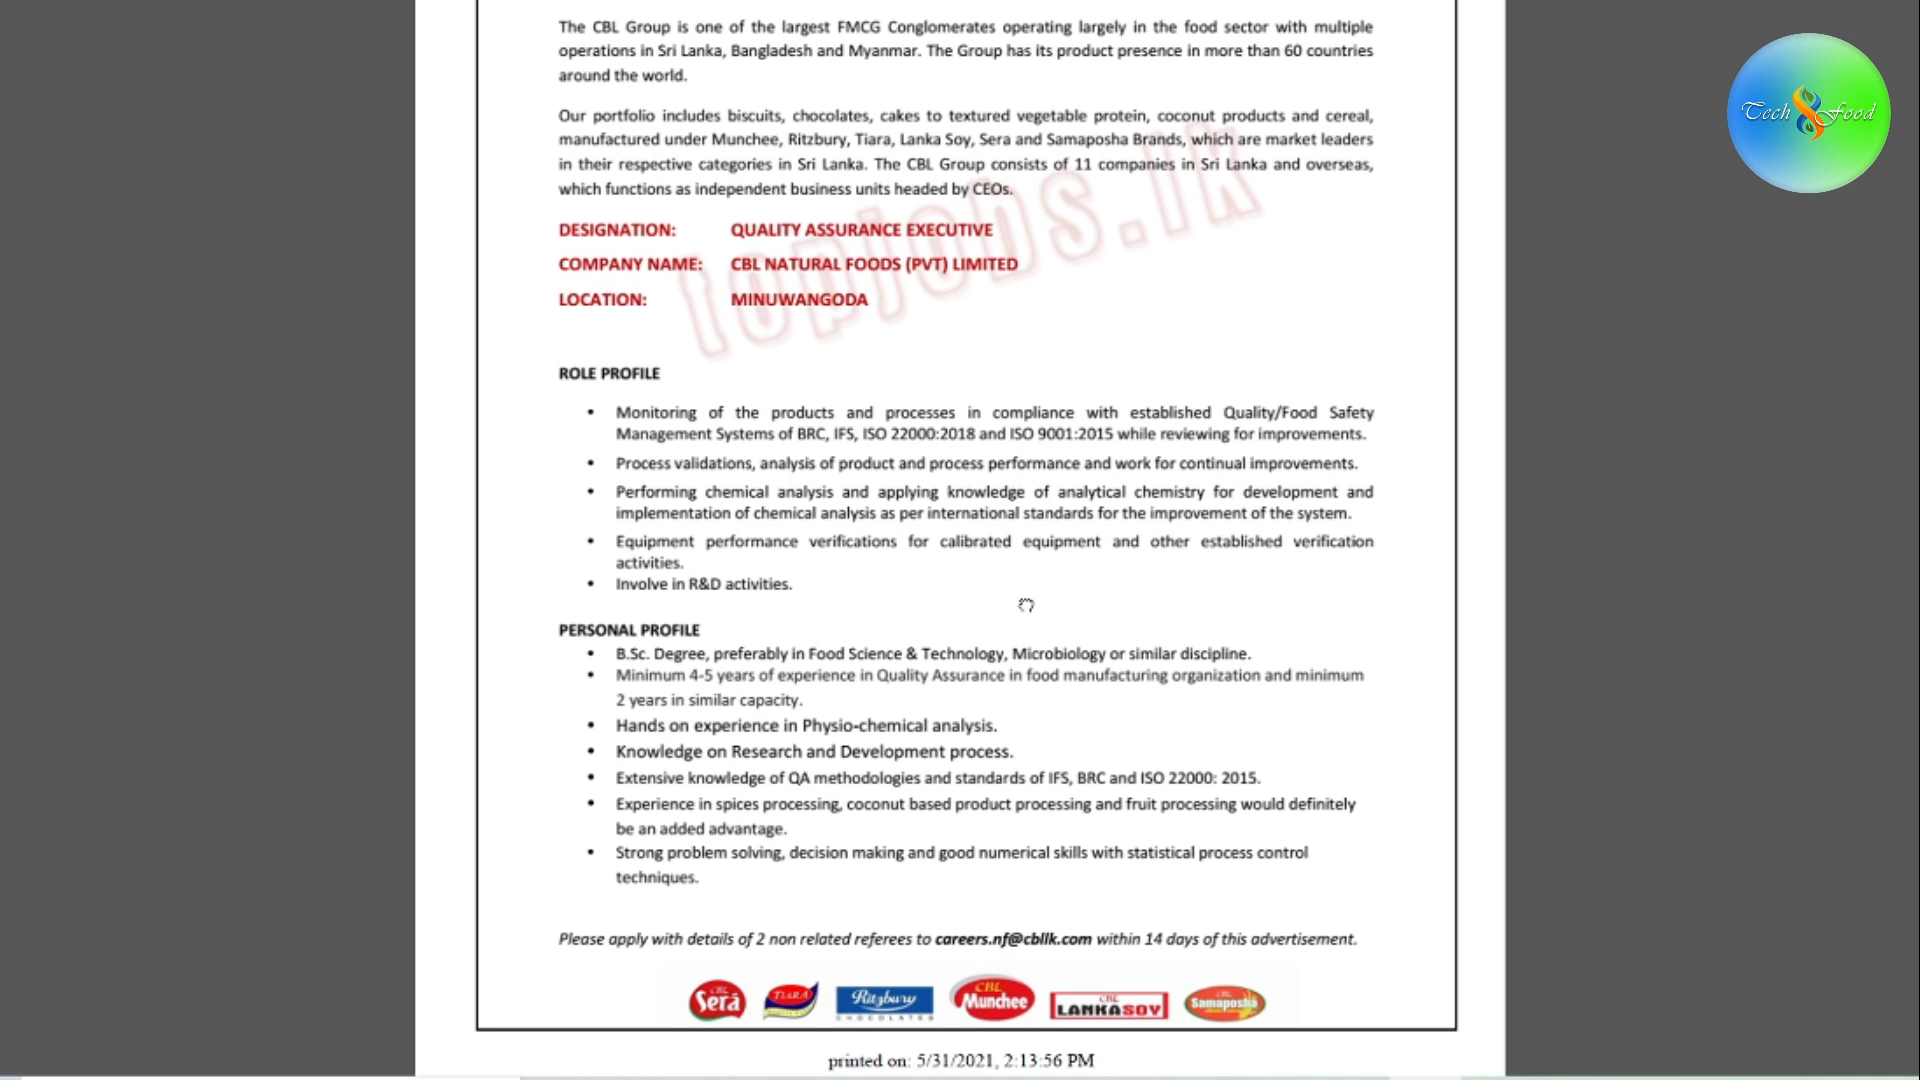 The CBL Group is one of the largest FMCG Conglomerates operating largely in the food sector with multiple
operations in Sri Lanka, Bangladesh and Myanmar. The Group has its product presence in more than 60 countries
around the world.
Tech Food
Our portfolio includes biscuits, chocolates, cakes to textured vegetable protein, coconut products and cereal,
manufactured under Munchee, Ritzbury, Tiara, Lanka Soy, Sera and Samaposha Brands, which are market leaders
in their respective categories in Sri Lanka. The CBL Group consists of 11 companies in Sri Lanka and overseas,
which functions as independent business units headed by CEOs.
topjobs.lk
DESIGNATION: QUALITY ASSURANCE EXECUTIVE
COMPANY NAME: CBL NATURAL FOODS (PVT) LIMITED
LOCATION: MINUWANGODA
ROLE PROFILE
• Monitoring of the products and processes in compliance with established Quality/Food Safety
Management Systems of BRC, IFS, ISO 22000:2018 and ISO 9001:2015 while reviewing for improvements.
• Process validations, analysis of product and process performance and work for continual improvements.
• Performing chemical analysis and applying knowledge of analytical chemistry for development and
implementation of chemical analysis as per international standards for the improvement of the system.
• Equipment performance verifications for calibrated equipment and other established verification
activities.
• Involve in R&D activities.
PERSONAL PROFILE
• B.Sc. Degree, preferably in Food Science & Technology, Microbiology or similar discipline.
• Minimum 4-5 years of experience in Quality Assurance in food manufacturing organization and minimum
2 years in similar capacity.
• Hands on experience in Physio-chemical analysis.
• Knowledge on Research and Development process.
• Extensive knowledge of QA methodologies and standards of IFS, BRC and ISO 22000: 2015.
• Experience in spices processing, coconut based product processing and fruit processing would definitely
be an added advantage.
• Strong problem solving, decision making and good numerical skills with statistical process control
techniques.
Please apply with details of 2 non related referees to careers.nf@cbllk.com within 14 days of this advertisement.
CBL Sera TIARA Ritzbury CHOCOLATES CBL Munchee CBL LANKASOY CBL Samaposha
printed on: 5/31/2021, 2:13:56 PM